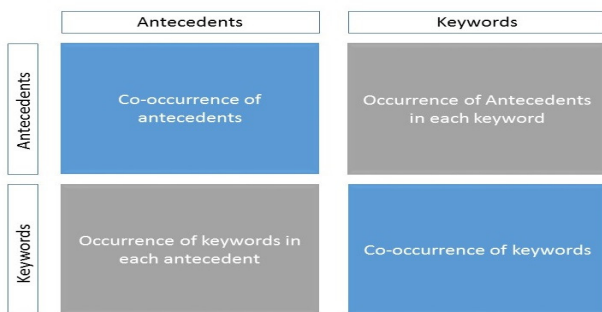 Antecedents
Keywords
Antecedents
Co-occurrence of
antecedents
Occurrence of Antecedents
in each keyword
Keywords
Occurrence of keywords in
each antecedent
Co-occurrence of keywords